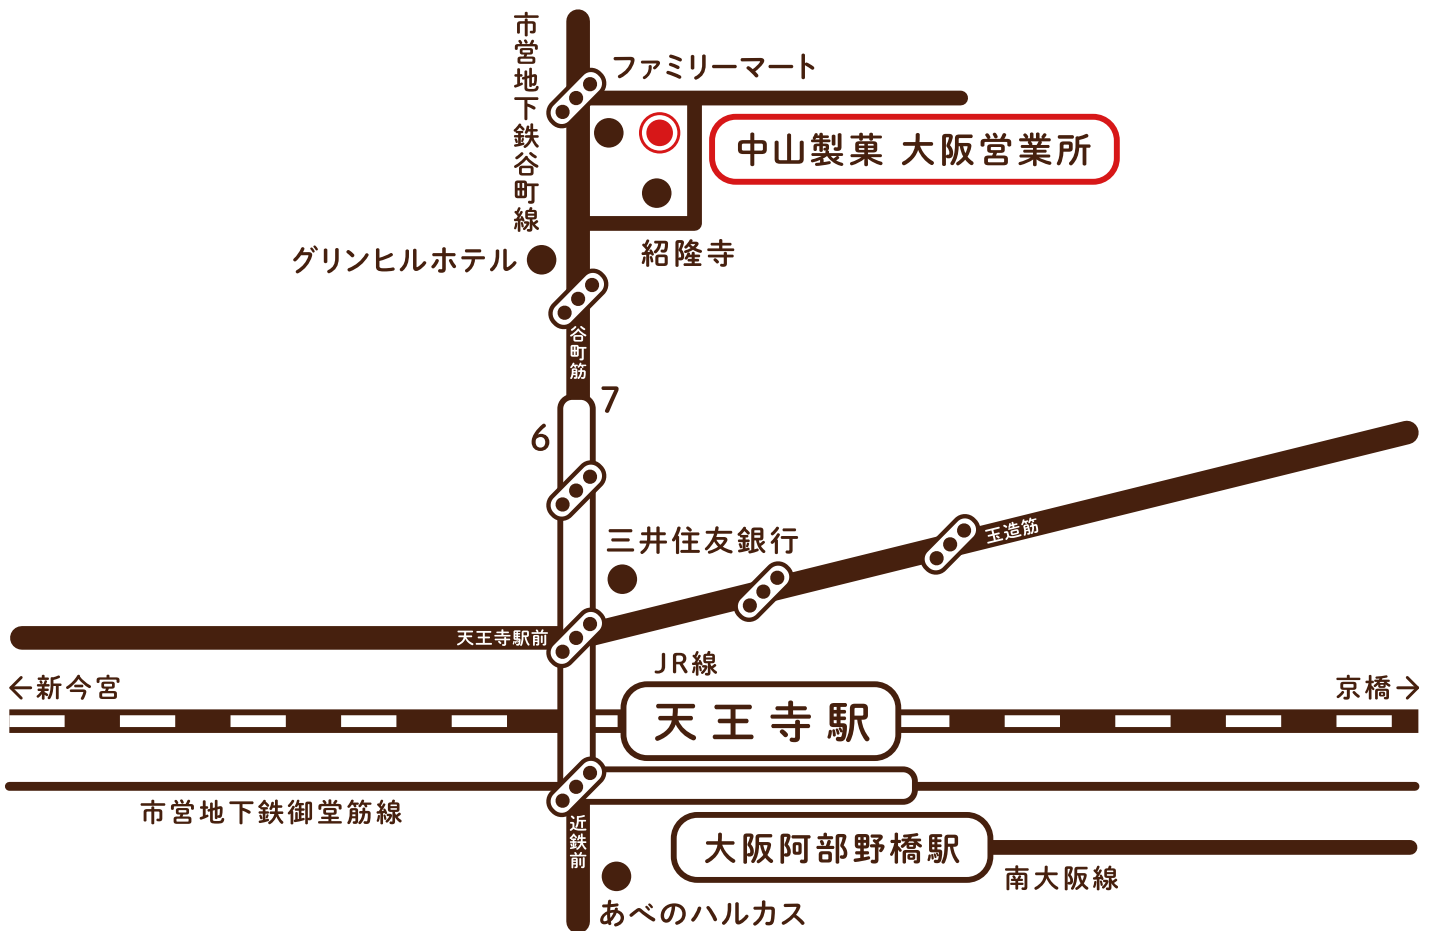 市営地下鉄谷町線
ファミリーマート
中山製菓 大阪営業所
紹隆寺
グリンヒルホテル
谷町筋
7
6
三井住友銀行
玉造筋
天王寺駅前
JR線
←新今宮
京橋→
天王寺駅
市営地下鉄御堂筋線
近鉄前
大阪阿部野橋駅
南大阪線
あべのハルカス